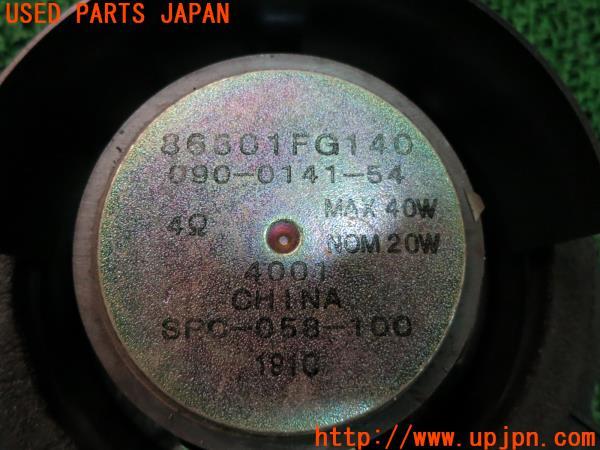 USED PARTS JAPAN
86301FG140
090-0141-54
4Ω
MAX 40W
NOM 20W
4001
CHINA
SPC-058-100
181C
http://www.upjpn.com